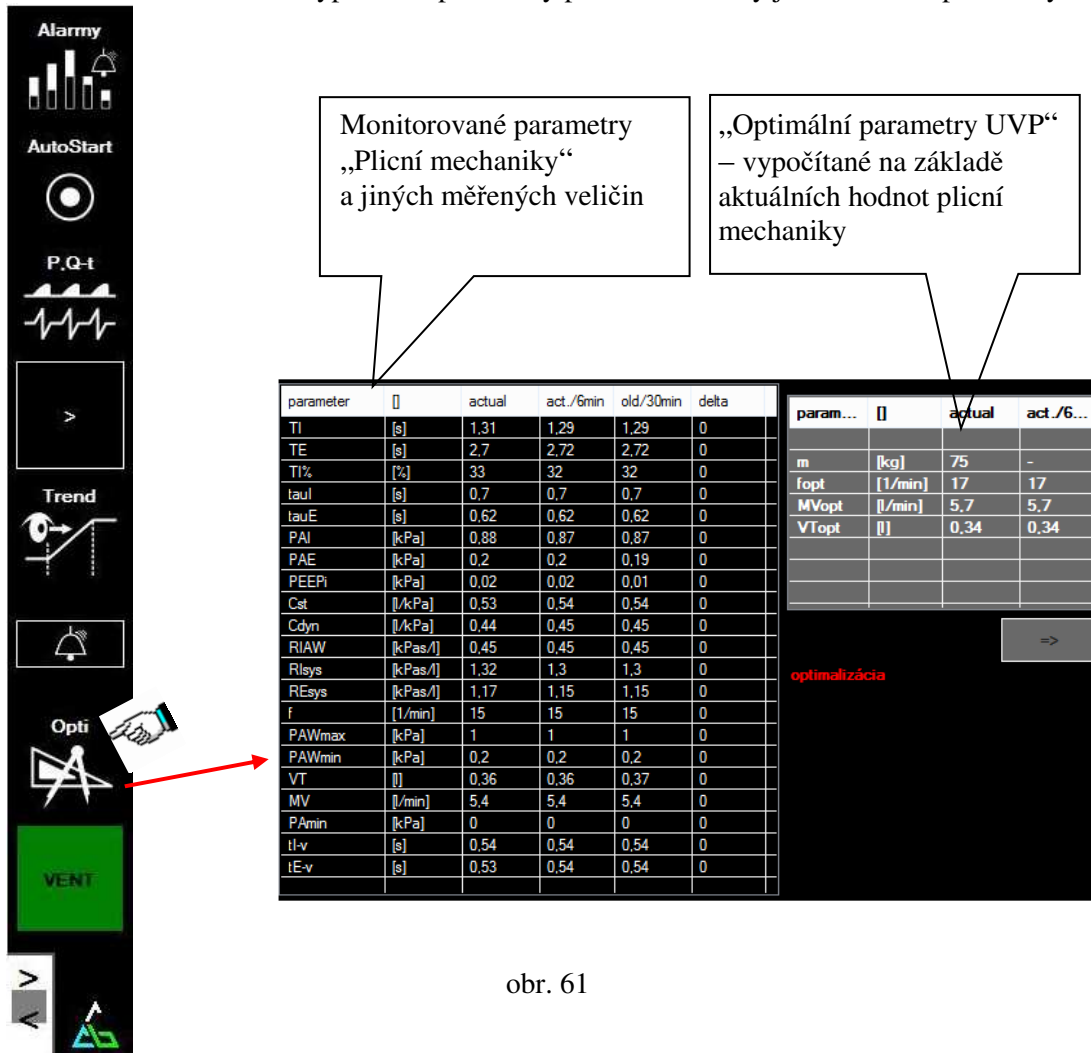 Alarmy
AutoStart
P.Q-t
>
Trend
Opti
VENT
>
<
Monitorované parametry
„Plicní mechaniky“
a jiných měřených veličin
„Optimální parametry UVP“
– vypočítané na základě
aktuálních hodnot plicní
mechaniky
parameter [] actual act./6min old/30min delta
TI [s] 1,31 1,29 1,29 0
TE [s] 2,7 2,72 2,72 0
TI% [%] 33 32 32 0
tauI [s] 0,7 0,7 0,7 0
tauE [s] 0,62 0,62 0,62 0
PAI [kPa] 0,88 0,87 0,87 0
PAE [kPa] 0,2 0,2 0,19 0
PEEPi [kPa] 0,02 0,02 0,01 0
Cst [l/kPa] 0,53 0,54 0,54 0
Cdyn [l/kPa] 0,44 0,45 0,45 0
RIAW [kPas/l] 0,45 0,45 0,45 0
RIsys [kPas/l] 1,32 1,3 1,3 0
REsys [kPas/l] 1,17 1,15 1,15 0
f [1/min] 15 15 15 0
PAWmax [kPa] 1 1 1 0
PAWmin [kPa] 0,2 0,2 0,2 0
VT [l] 0,36 0,36 0,37 0
MV [l/min] 5,4 5,4 5,4 0
PAmin [kPa] 0 0 0 0
tI-v [s] 0,54 0,54 0,54 0
tE-v [s] 0,53 0,54 0,54 0
param... [] actual act./6...
m [kg] 75 -
fopt [1/min] 17 17
MVopt [l/min] 5,7 5,7
VTopt [l] 0,34 0,34
=>
optimalizácia
obr. 61